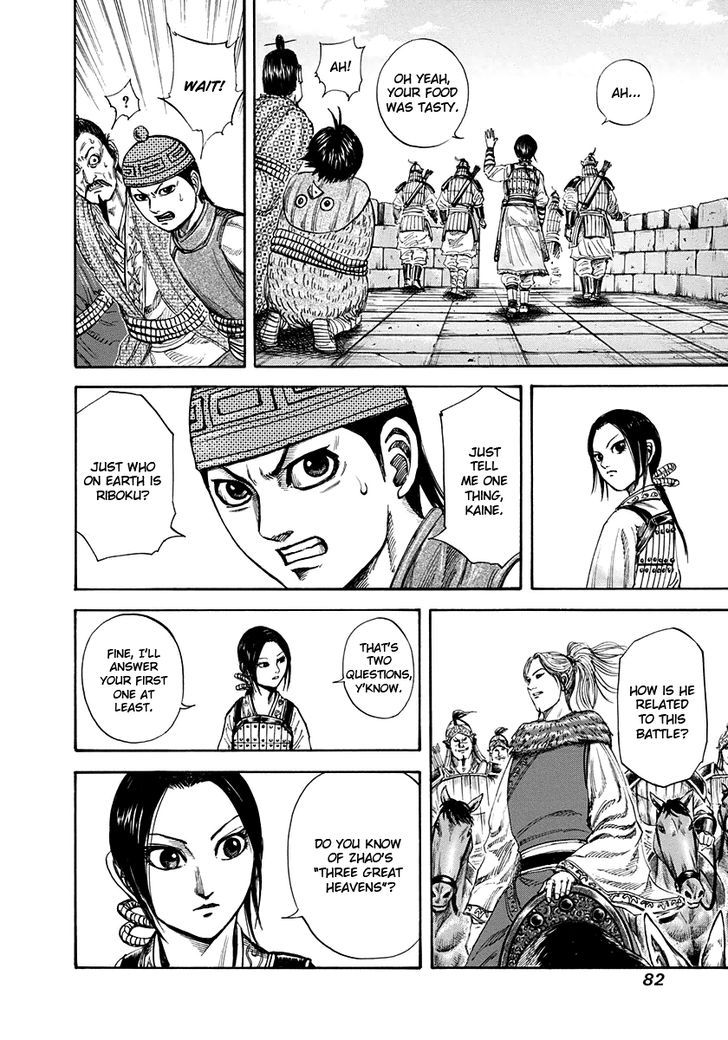 AH...
OH YEAH,
YOUR FOOD
WAS TASTY.
AH!
WAIT!
?
JUST
TELL
ME ONE
THING,
KAINE.
JUST WHO
ON EARTH IS
RIBOKU?
HOW IS HE
RELATED
TO THIS
BATTLE?
THAT'S
TWO
QUESTIONS,
Y'KNOW.
FINE, I'LL
ANSWER
YOUR FIRST
ONE AT
LEAST.
DO YOU KNOW
OF ZHAO'S
"THREE GREAT
HEAVENS"?
82